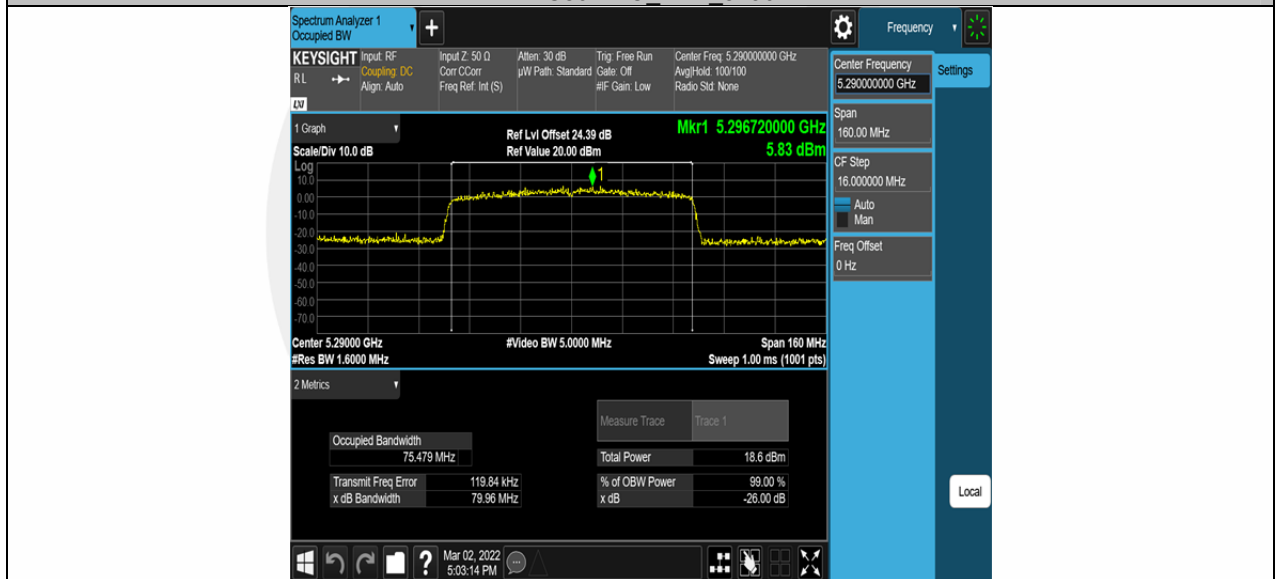 Spectrum Analyzer 1
Occupied BW
+
Frequency
KEYSIGHT
RL
LXI
Input: RF
Coupling: DC
Align: Auto
Input Z: 50 Ω
Corr CCorr
Freq Ref: Int (S)
Atten: 30 dB
µW Path: Standard
Trig: Free Run
Gate: Off
#IF Gain: Low
Center Freq: 5.290000000 GHz
Avg|Hold: 100/100
Radio Std: None
Center Frequency
5.290000000 GHz
Settings
Span
160.00 MHz
CF Step
16.000000 MHz
Auto
Man
Freq Offset
0 Hz
Local
1 Graph
Scale/Div 10.0 dB
Ref Lvl Offset 24.39 dB
Ref Value 20.00 dBm
Mkr1 5.296720000 GHz
5.83 dBm
Log
10.0
0.00
-10.0
-20.0
-30.0
-40.0
-50.0
-60.0
-70.0
1
Center 5.29000 GHz
#Res BW 1.6000 MHz
#Video BW 5.0000 MHz
Span 160 MHz
Sweep 1.00 ms (1001 pts)
2 Metrics
Measure Trace Trace 1
Occupied Bandwidth
75.479 MHz
Total Power 18.6 dBm
Transmit Freq Error 119.84 kHz
% of OBW Power 99.00 %
x dB Bandwidth 79.96 MHz
x dB -26.00 dB
?
Mar 02, 2022
5:03:14 PM